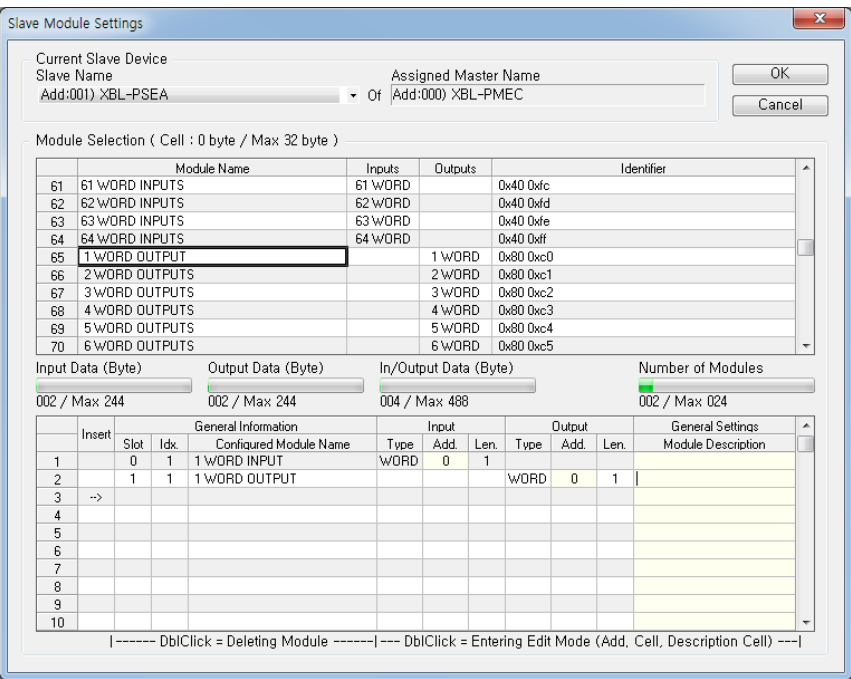 Slave Module Settings
Current Slave Device
Slave Name Assigned Master Name OK
Add:001) XBL-PSEA Of Add:000) XBL-PMEC
Cancel
Module Selection ( Cell : 0 byte / Max 32 byte )
Module Name Inputs Outputs Identifier
61 61 WORD INPUTS 61 WORD 0x40 0xfc
62 62 WORD INPUTS 62 WORD 0x40 0xfd
63 63 WORD INPUTS 63 WORD 0x40 0xfe
64 64 WORD INPUTS 64 WORD 0x40 0xff
65 1 WORD OUTPUT 1 WORD 0x80 0xc0
66 2 WORD OUTPUTS 2 WORD 0x80 0xc1
67 3 WORD OUTPUTS 3 WORD 0x80 0xc2
68 4 WORD OUTPUTS 4 WORD 0x80 0xc3
69 5 WORD OUTPUTS 5 WORD 0x80 0xc4
70 6 WORD OUTPUTS 6 WORD 0x80 0xc5
Input Data (Byte) Output Data (Byte) In/Output Data (Byte) Number of Modules
002 / Max 244 002 / Max 244 004 / Max 488 002 / Max 024
Insert General Information Input Output General Settings
Slot Idx. Configured Module Name Type Add. Len. Type Add. Len. Module Description
1 0 1 1 WORD INPUT WORD 0 1
2 1 1 1 WORD OUTPUT WORD 0 1
3 -->
4
5
6
7
8
9
10
|------ DblClick = Deleting Module ------|--- DblClick = Entering Edit Mode (Add, Cell, Description Cell) ---|